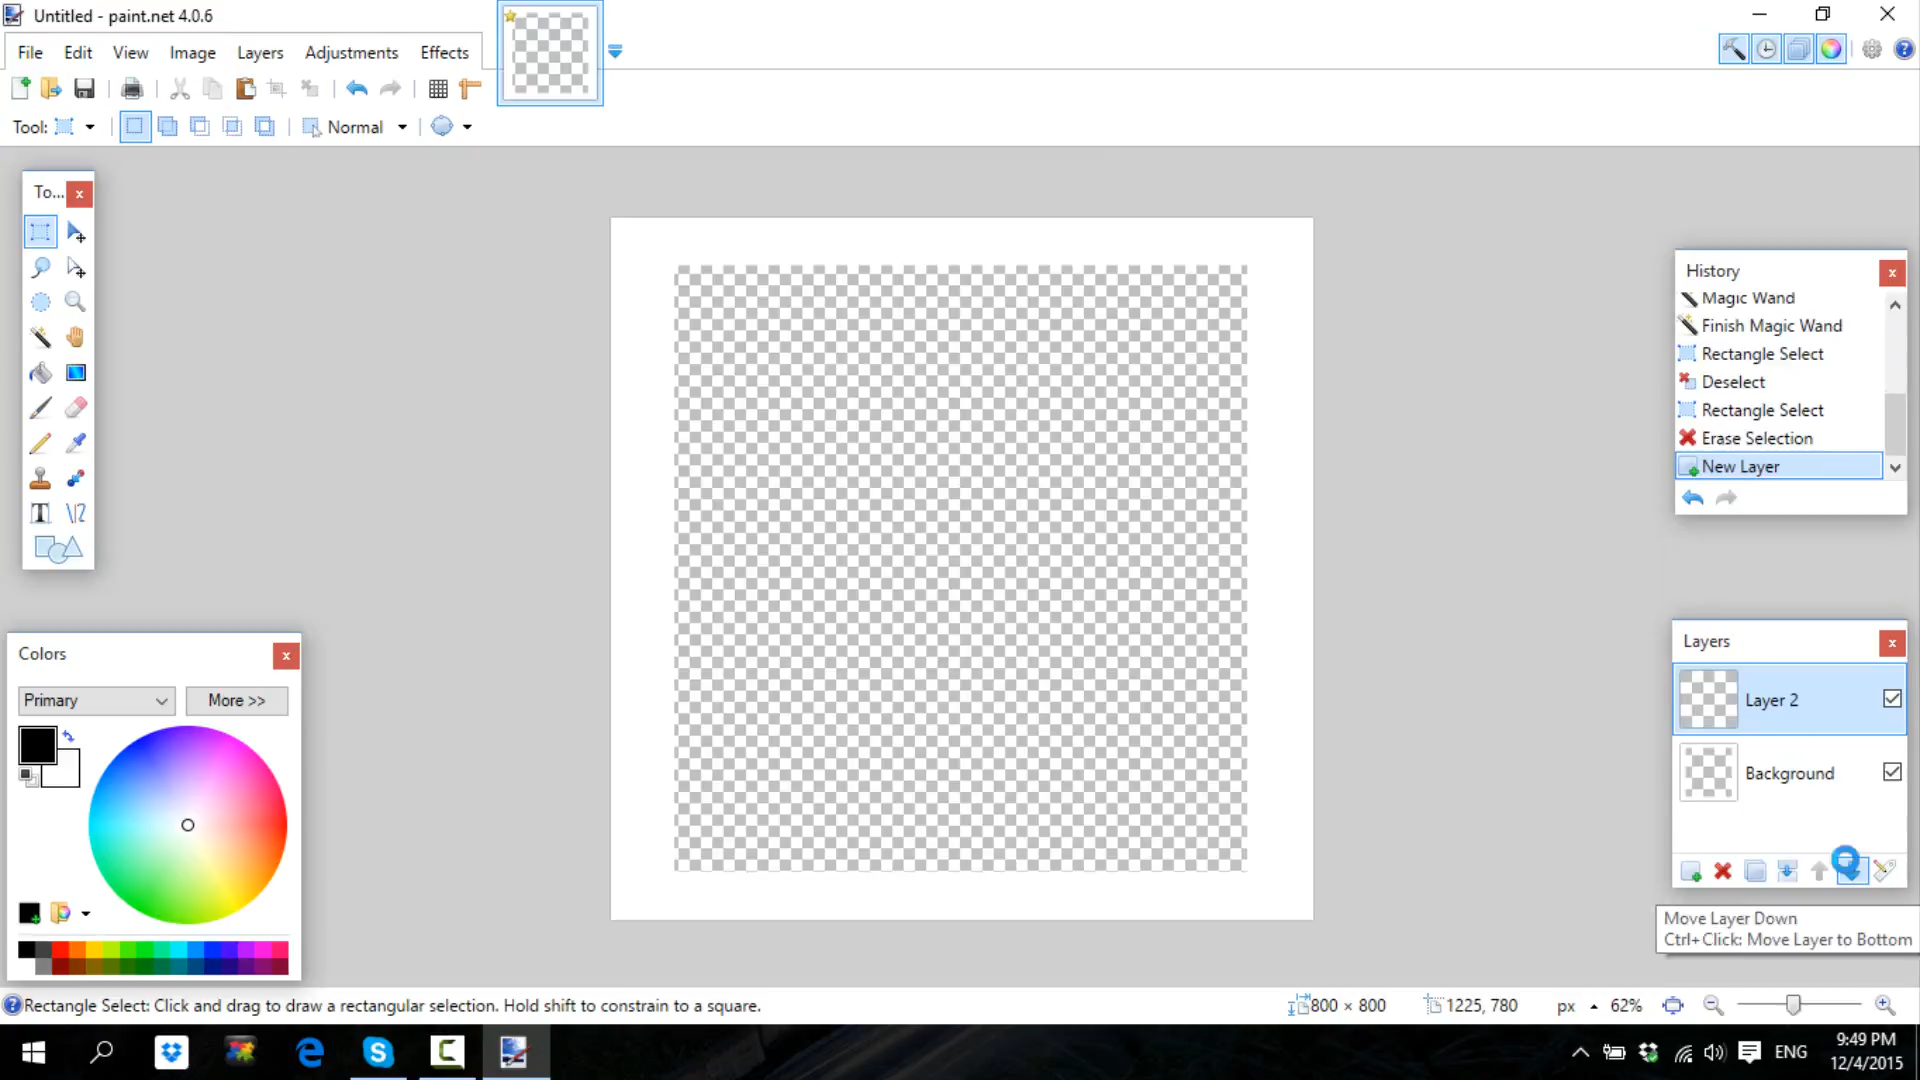 Untitled - paint.net 4.0.6
File Edit View Image Layers Adjustments Effects
Tool: Normal
To...
History
Magic Wand
Finish Magic Wand
Rectangle Select
Deselect
Rectangle Select
Erase Selection
New Layer
Colors
Primary More >>
Layers
Layer 2
Background
Move Layer Down
Ctrl+Click: Move Layer to Bottom
Rectangle Select: Click and drag to draw a rectangular selection. Hold shift to constrain to a square.
800 × 800 1225, 780 px 62%
ENG
9:49 PM
12/4/2015